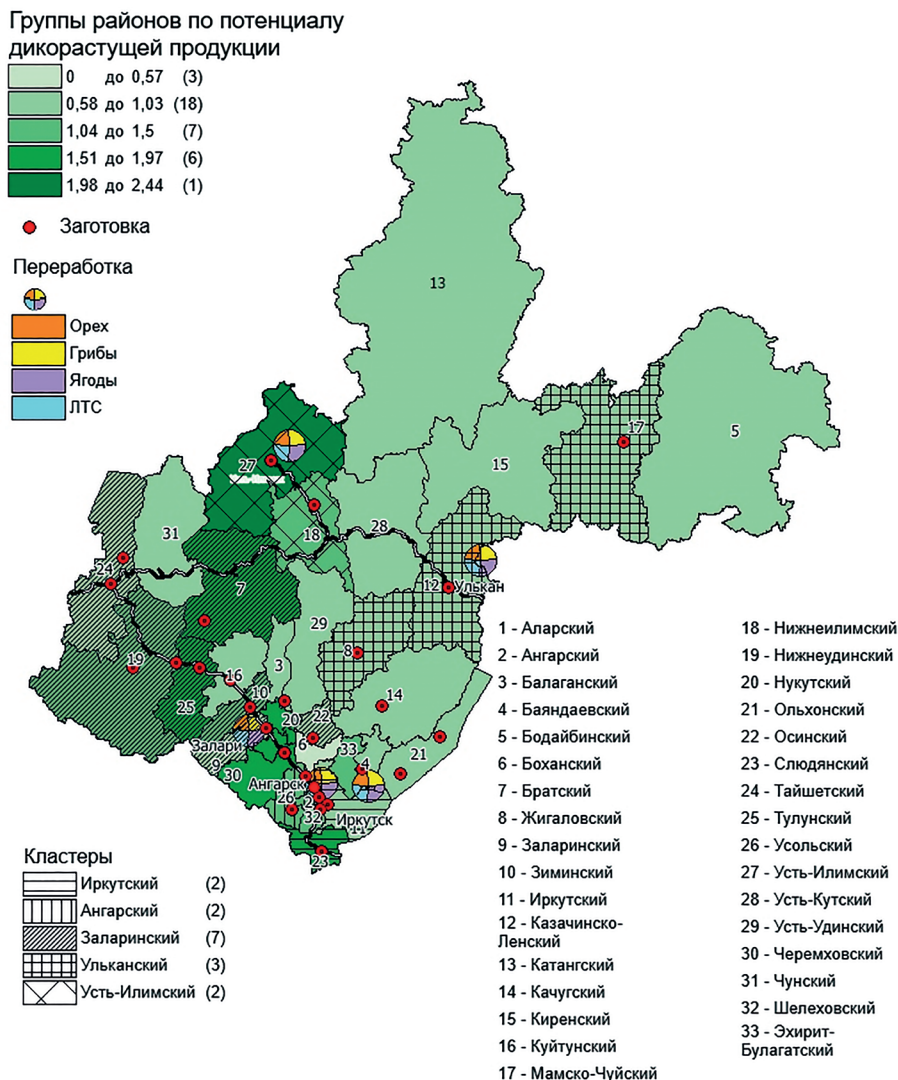 Группы районов по потенциалу
дикорастущей продукции
0 до 0,57 (3)
0,58 до 1,03 (18)
1,04 до 1,5 (7)
1,51 до 1,97 (6)
1,98 до 2,44 (1)
Заготовка
Переработка
Орех
Грибы
Ягоды
ЛТС
13
17
5
15
27
18
28
31
24
7
12
Улькан
29
8
19
16
3
10
14
25
20
22
Залари
6
33
21
9
30
4
Ангарск
26
2
32
Иркутск
11
23
Кластеры
Иркутский (2)
Ангарский (2)
Заларинский (7)
Ульканский (3)
Усть-Илимский (2)
1 - Аларский
2 - Ангарский
3 - Балаганский
4 - Баяндаевский
5 - Бодайбинский
6 - Боханский
7 - Братский
8 - Жигаловский
9 - Заларинский
10 - Зиминский
11 - Иркутский
12 - Казачинско-
Ленский
13 - Катангский
14 - Качугский
15 - Киренский
16 - Куйтунский
17 - Мамско-Чуйский
18 - Нижнеилимский
19 - Нижнеудинский
20 - Нукутский
21 - Ольхонский
22 - Осинский
23 - Слюдянский
24 - Тайшетский
25 - Тулунский
26 - Усольский
27 - Усть-Илимский
28 - Усть-Кутский
29 - Усть-Удинский
30 - Черемховский
31 - Чунский
32 - Шелеховский
33 - Эхирит-
Булагатский